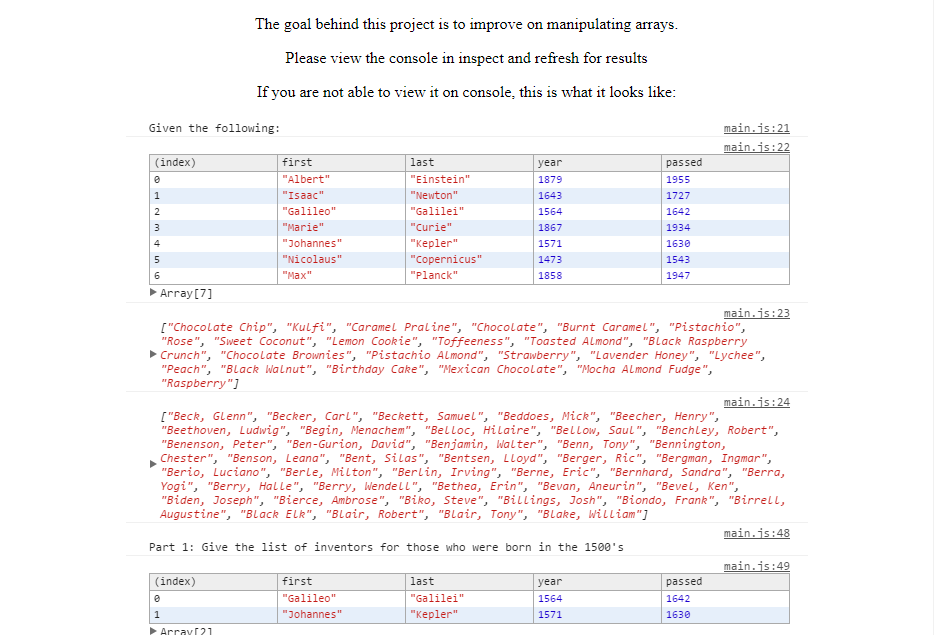 The goal behind this project is to improve on manipulating arrays.
Please view the console in inspect and refresh for results
If you are not able to view it on console, this is what it looks like:
Given the following: main.js:21
main.js:22
(index) first last year passed
0 "Albert" "Einstein" 1879 1955
1 "Isaac" "Newton" 1643 1727
2 "Galileo" "Galilei" 1564 1642
3 "Marie" "Curie" 1867 1934
4 "Johannes" "Kepler" 1571 1630
5 "Nicolaus" "Copernicus" 1473 1543
6 "Max" "Planck" 1858 1947
Array[7]
main.js:23
["Chocolate Chip", "Kulfi", "Caramel Praline", "Chocolate", "Burnt Caramel", "Pistachio",
"Rose", "Sweet Coconut", "Lemon Cookie", "Toffeeness", "Toasted Almond", "Black Raspberry
Crunch", "Chocolate Brownies", "Pistachio Almond", "Strawberry", "Lavender Honey", "Lychee",
"Peach", "Black Walnut", "Birthday Cake", "Mexican Chocolate", "Mocha Almond Fudge",
"Raspberry"]
main.js:24
["Beck, Glenn", "Becker, Carl", "Beckett, Samuel", "Beddoes, Mick", "Beecher, Henry",
"Beethoven, Ludwig", "Begin, Menachem", "Belloc, Hilaire", "Bellow, Saul", "Benchley, Robert",
"Benenson, Peter", "Ben-Gurion, David", "Benjamin, Walter", "Benn, Tony", "Bennington,
Chester", "Benson, Leana", "Bent, Silas", "Bentsen, Lloyd", "Berger, Ric", "Bergman, Ingmar",
"Berio, Luciano", "Berle, Milton", "Berlin, Irving", "Berne, Eric", "Bernhard, Sandra", "Berra,
Yogi", "Berry, Halle", "Berry, Wendell", "Bethea, Erin", "Bevan, Aneurin", "Bevel, Ken",
"Biden, Joseph", "Bierce, Ambrose", "Biko, Steve", "Billings, Josh", "Biondo, Frank", "Birrell,
Augustine", "Black Elk", "Blair, Robert", "Blair, Tony", "Blake, William"]
main.js:48
Part 1: Give the list of inventors for those who were born in the 1500's
main.js:49
(index) first last year passed
0 "Galileo" "Galilei" 1564 1642
1 "Johannes" "Kepler" 1571 1630
Array[2]